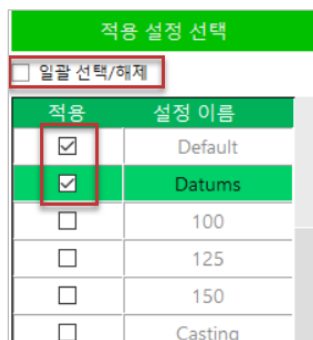 적용 설정 선택
일괄 선택/해제
적용 설정 이름
Default
Datums
100
125
150
Casting